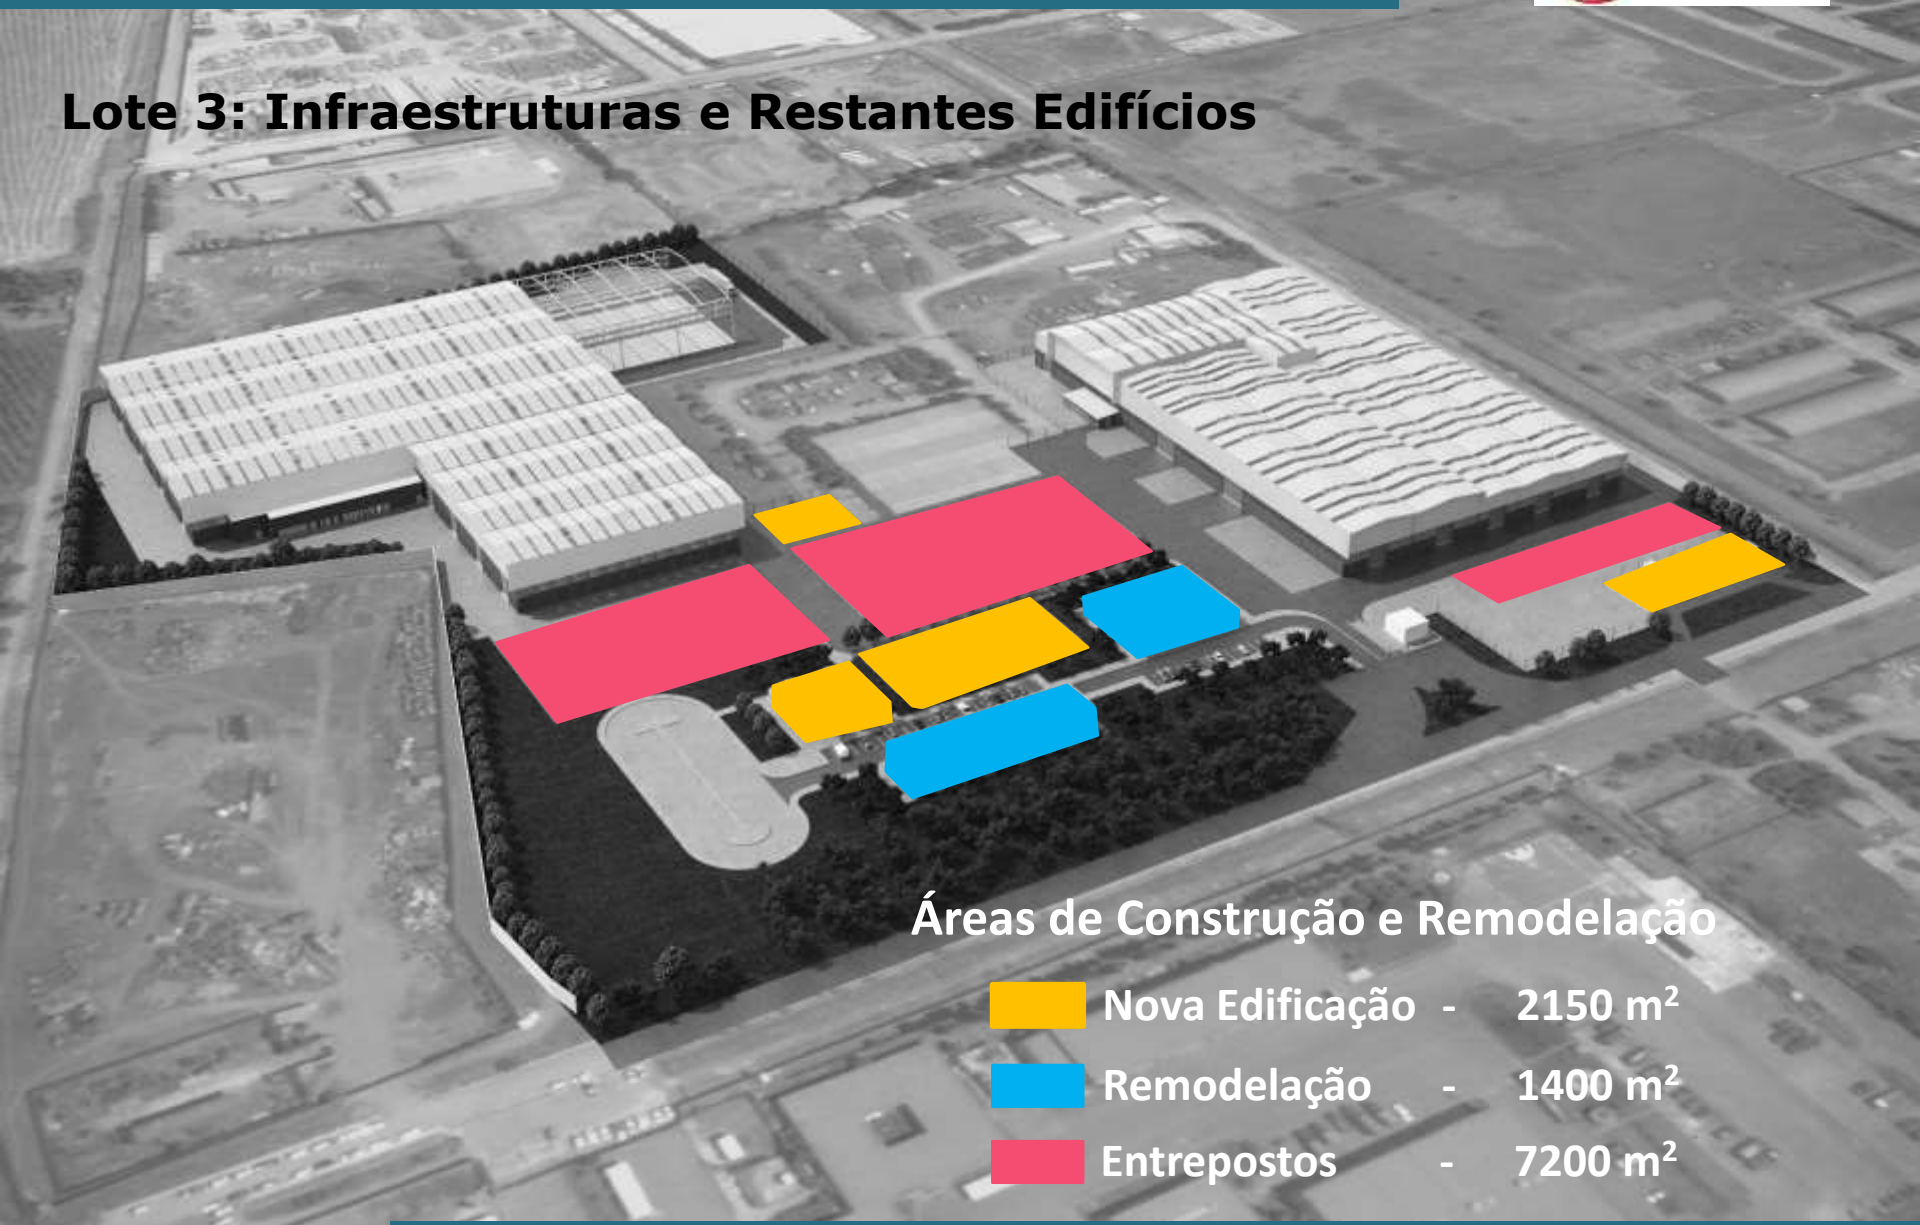 Lote 3: Infraestruturas e Restantes Edifícios
Áreas de Construção e Remodelação
Nova Edificação - 2150 m²
Remodelação - 1400 m²
Entrepostos - 7200 m²